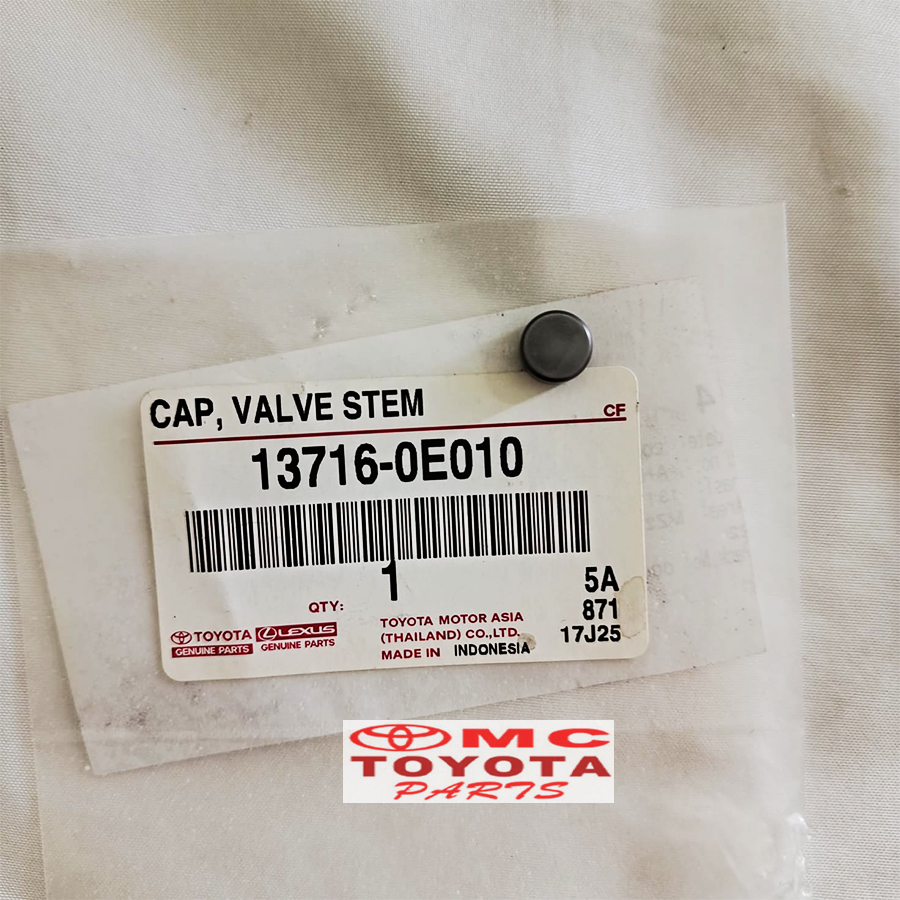 CAP, VALVE STEM
CF
13716-0E010
1
QTY:
5A
871
17J25
TOYOTA LEXUS
GENUINE PARTS GENUINE PARTS
TOYOTA MOTOR ASIA
(THAILAND) CO.,LTD.
MADE IN INDONESIA
MC
TOYOTA
PARTS